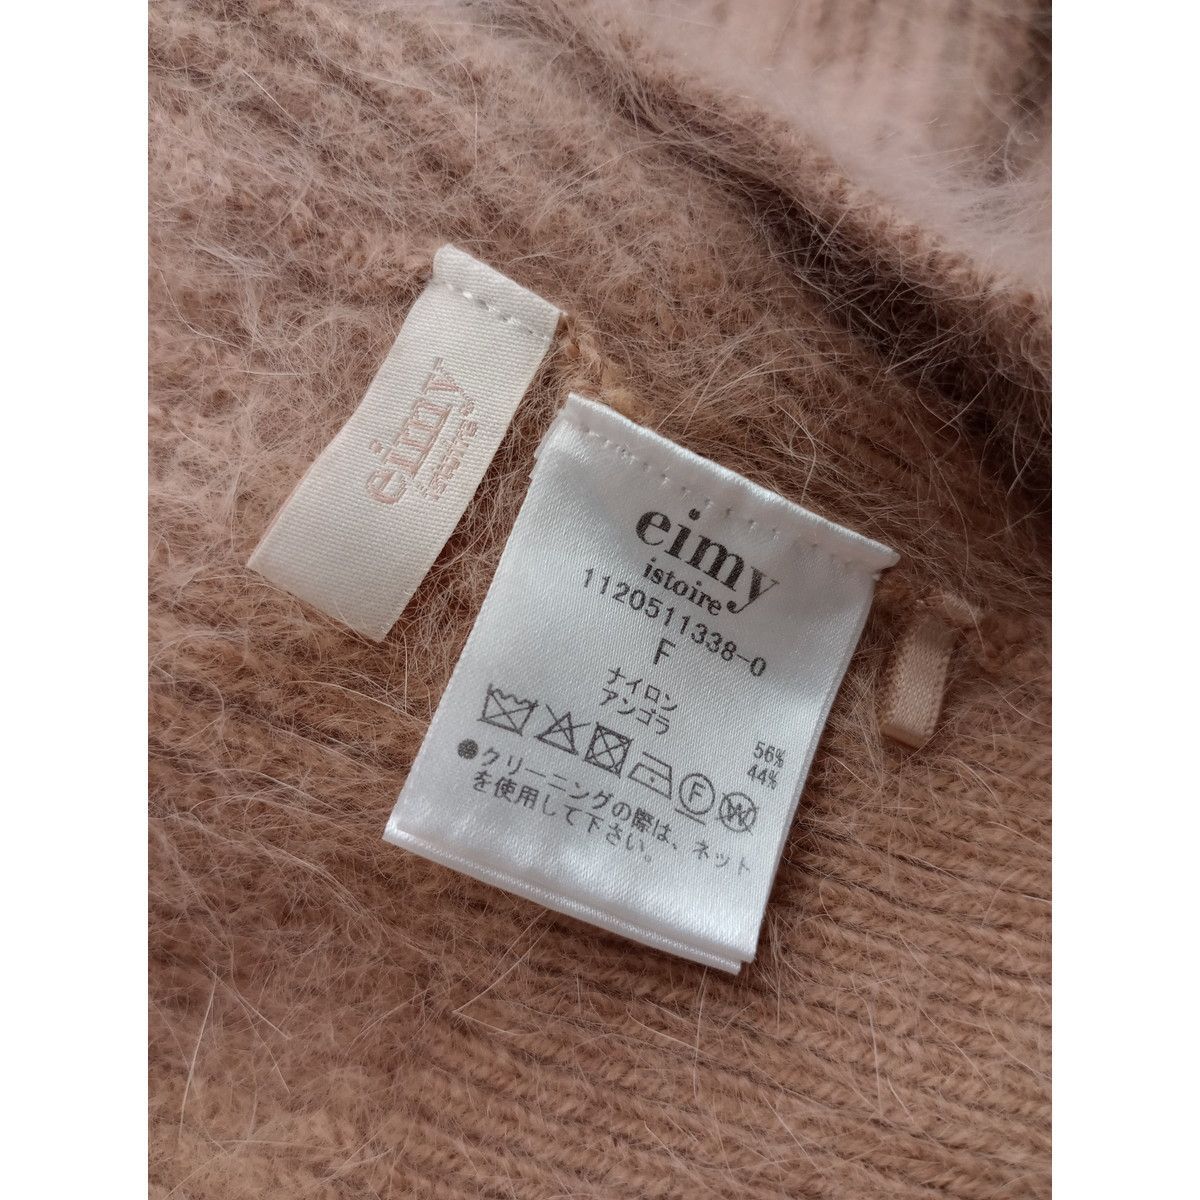 eimy
istoire
eimy
istoire
1120511338-0
F
ナイロン 56%
アンゴラ 44%
F W
●クリーニングの際は、ネット
を使用して下さい。